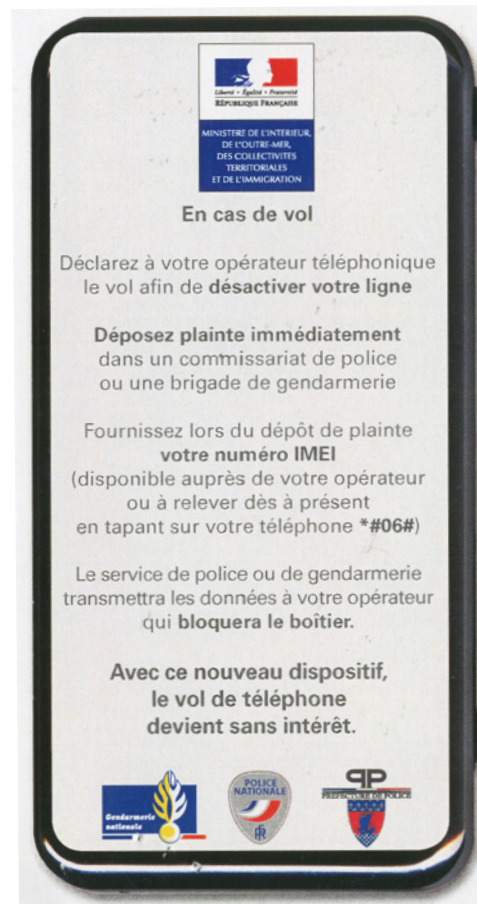 Liberté • Égalité • Fraternité
RÉPUBLIQUE FRANÇAISE
MINISTERE DE L'INTERIEUR,
DE L'OUTRE-MER,
DES COLLECTIVITES
TERRITORIALES
ET DE L'IMMIGRATION
En cas de vol
Déclarez à votre opérateur téléphonique
le vol afin de désactiver votre ligne
Déposez plainte immédiatement
dans un commissariat de police
ou une brigade de gendarmerie
Fournissez lors du dépôt de plainte
votre numéro IMEI
(disponible auprès de votre opérateur
ou à relever dès à présent
en tapant sur votre téléphone *#06#)
Le service de police ou de gendarmerie
transmettra les données à votre opérateur
qui bloquera le boîtier.
Avec ce nouveau dispositif,
le vol de téléphone
devient sans intérêt.
Gendarmerie
nationale
POLICE
NATIONALE
RF
PP
PREFECTURE DE POLICE